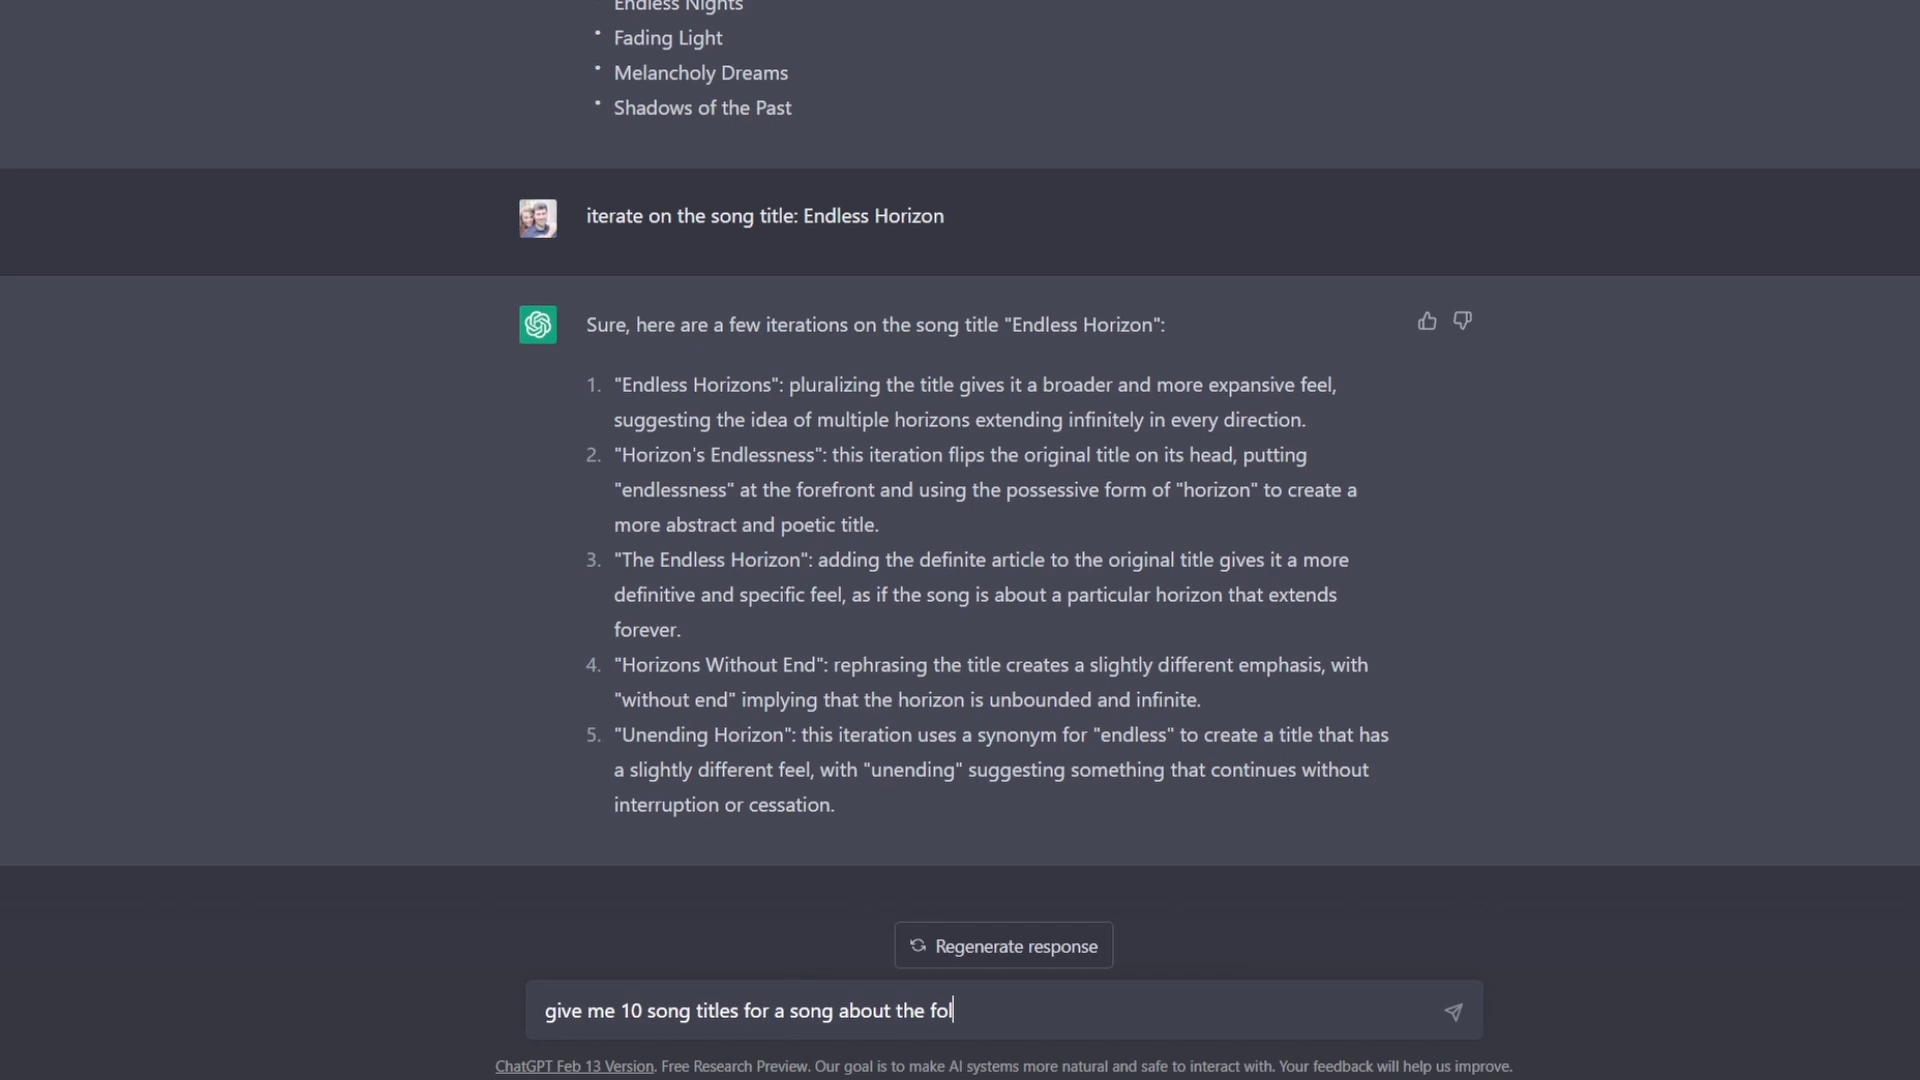 Endless Nights
• Fading Light
• Melancholy Dreams
• Shadows of the Past
iterate on the song title: Endless Horizon
Sure, here are a few iterations on the song title "Endless Horizon":
1. "Endless Horizons": pluralizing the title gives it a broader and more expansive feel,
suggesting the idea of multiple horizons extending infinitely in every direction.
2. "Horizon's Endlessness": this iteration flips the original title on its head, putting
"endlessness" at the forefront and using the possessive form of "horizon" to create a
more abstract and poetic title.
3. "The Endless Horizon": adding the definite article to the original title gives it a more
definitive and specific feel, as if the song is about a particular horizon that extends
forever.
4. "Horizons Without End": rephrasing the title creates a slightly different emphasis, with
"without end" implying that the horizon is unbounded and infinite.
5. "Unending Horizon": this iteration uses a synonym for "endless" to create a title that has
a slightly different feel, with "unending" suggesting something that continues without
interruption or cessation.
Regenerate response
give me 10 song titles for a song about the fol
ChatGPT Feb 13 Version. Free Research Preview. Our goal is to make AI systems more natural and safe to interact with. Your feedback will help us improve.